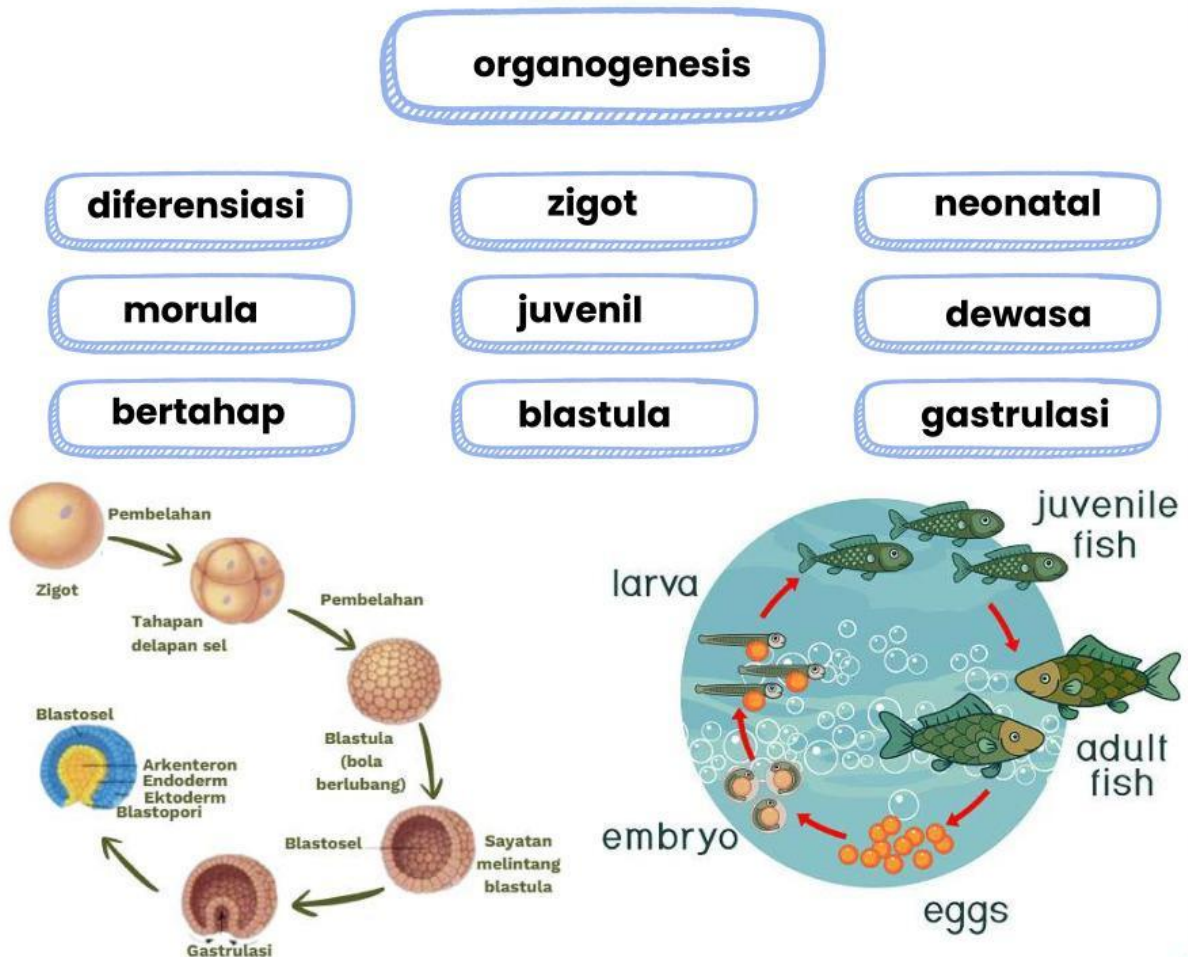 organogenesis
diferensiasi
zigot
neonatal
morula
juvenil
dewasa
bertahap
blastula
gastrulasi
Pembelahan
Zigot
Tahapan
delapan sel
Pembelahan
Blastula
(bola
berlubang)
Blastosel
Sayatan
melintang
blastula
Gastrulasi
Blastosel
Arkenteron
Endoderm
Ektoderm
Blastopori
juvenile
fish
larva
adult
fish
embryo
eggs